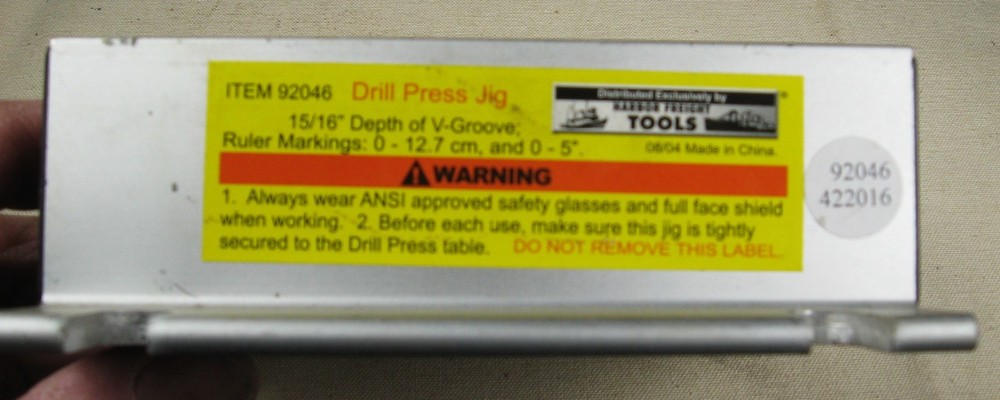 ITEM 92046 Drill Press Jig
15/16" Depth of V-Groove;
Ruler Markings: 0 - 12.7 cm, and 0 - 5".
Distributed Exclusively by
HARBOR FREIGHT
TOOLS
®
08/04 Made in China.
WARNING
1. Always wear ANSI approved safety glasses and full face shield
when working. 2. Before each use, make sure this jig is tightly
secured to the Drill Press table. DO NOT REMOVE THIS LABEL.
92046
422016